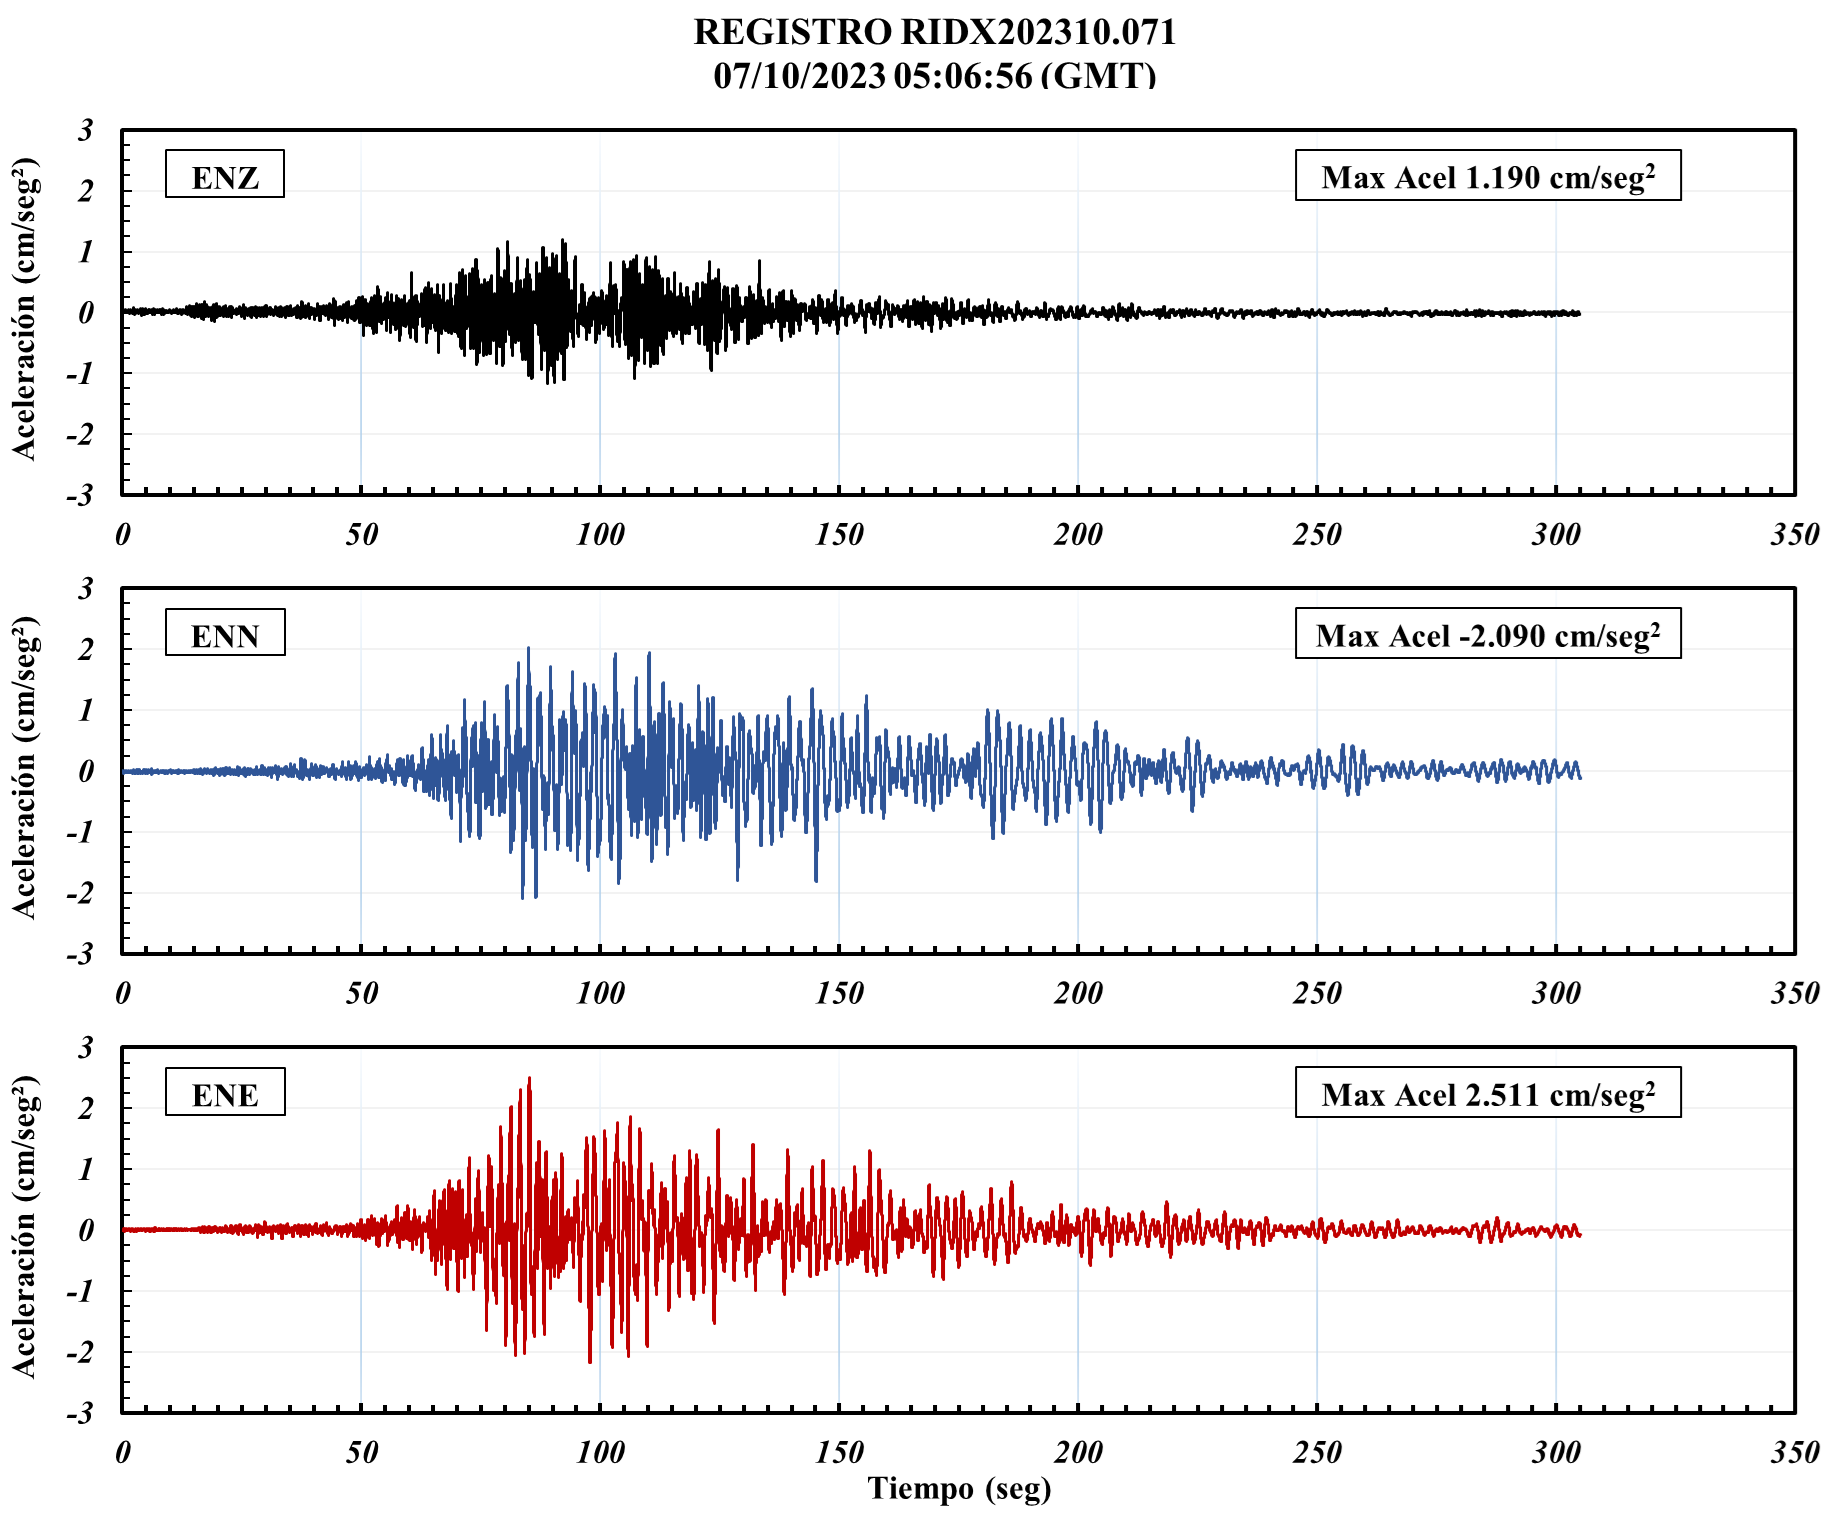 REGISTRO RIDX202310.071
07/10/2023 05:06:56 (GMT)
Aceleración (cm/seg²)
3
2
1
0
-1
-2
-3
ENZ
Max Acel 1.190 cm/seg²
0 50 100 150 200 250 300 350
Aceleración (cm/seg²)
3
2
1
0
-1
-2
-3
ENN
Max Acel -2.090 cm/seg²
0 50 100 150 200 250 300 350
Aceleración (cm/seg²)
3
2
1
0
-1
-2
-3
ENE
Max Acel 2.511 cm/seg²
0 50 100 150 200 250 300 350
Tiempo (seg)